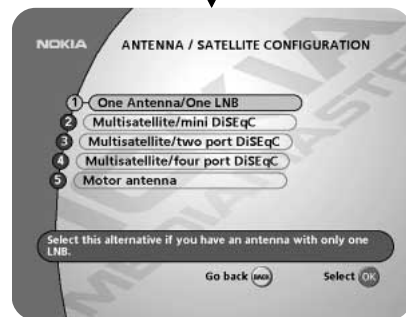 NOKIA
ANTENNA / SATELLITE CONFIGURATION
1 One Antenna/One LNB
2 Multisatellite/mini DiSEqC
3 Multisatellite/two port DiSEqC
4 Multisatellite/four port DiSEqC
5 Motor antenna
Select this alternative if you have an antenna with only one
LNB.
Go back BACK Select OK
NOKIA
MEDIAMASTER